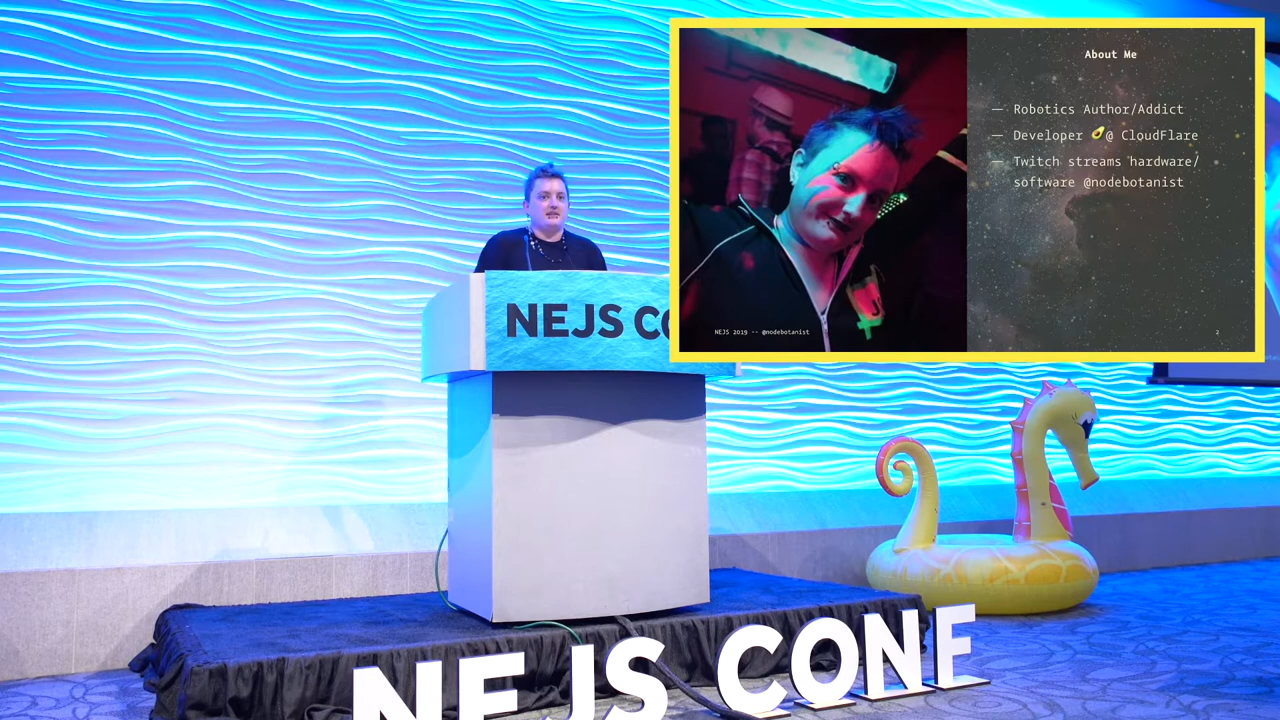 About Me
— Robotics Author/Addict
— Developer 🥑@ CloudFlare
— Twitch streams hardware/
software @nodebotanist
NEJS 2019 -- @nodebotanist
2
NEJS CO
NEJS CONF